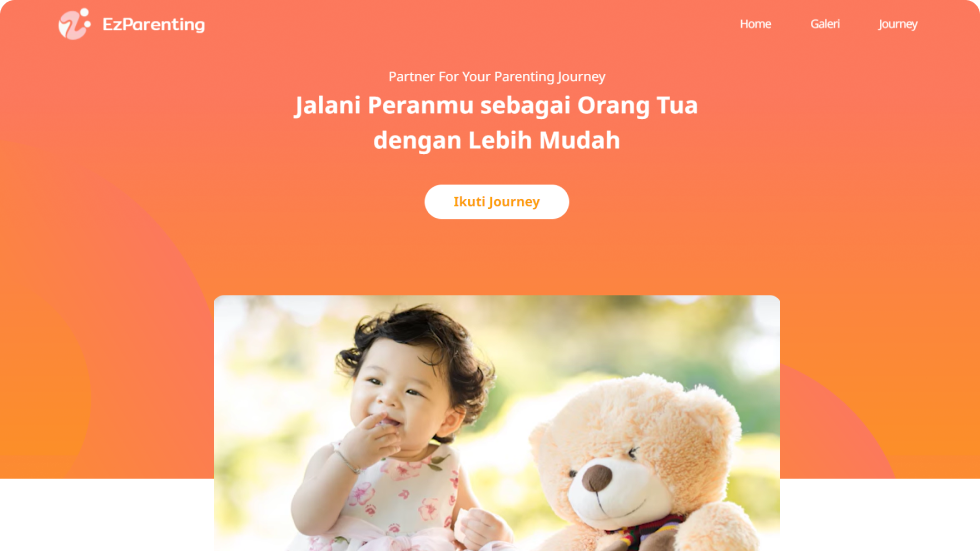 EzParenting
Home Galeri Journey
Partner For Your Parenting Journey
Jalani Peranmu sebagai Orang Tua
dengan Lebih Mudah
Ikuti Journey